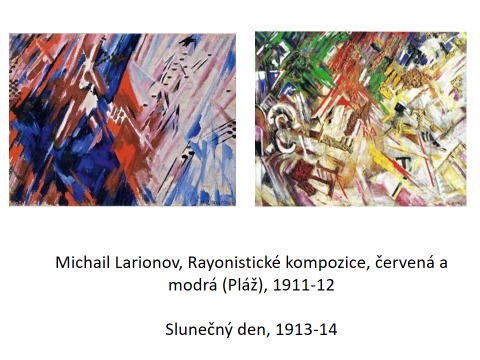 Michail Larionov, Rayonistické kompozice, červená a
modrá (Pláž), 1911-12
Slunečný den, 1913-14